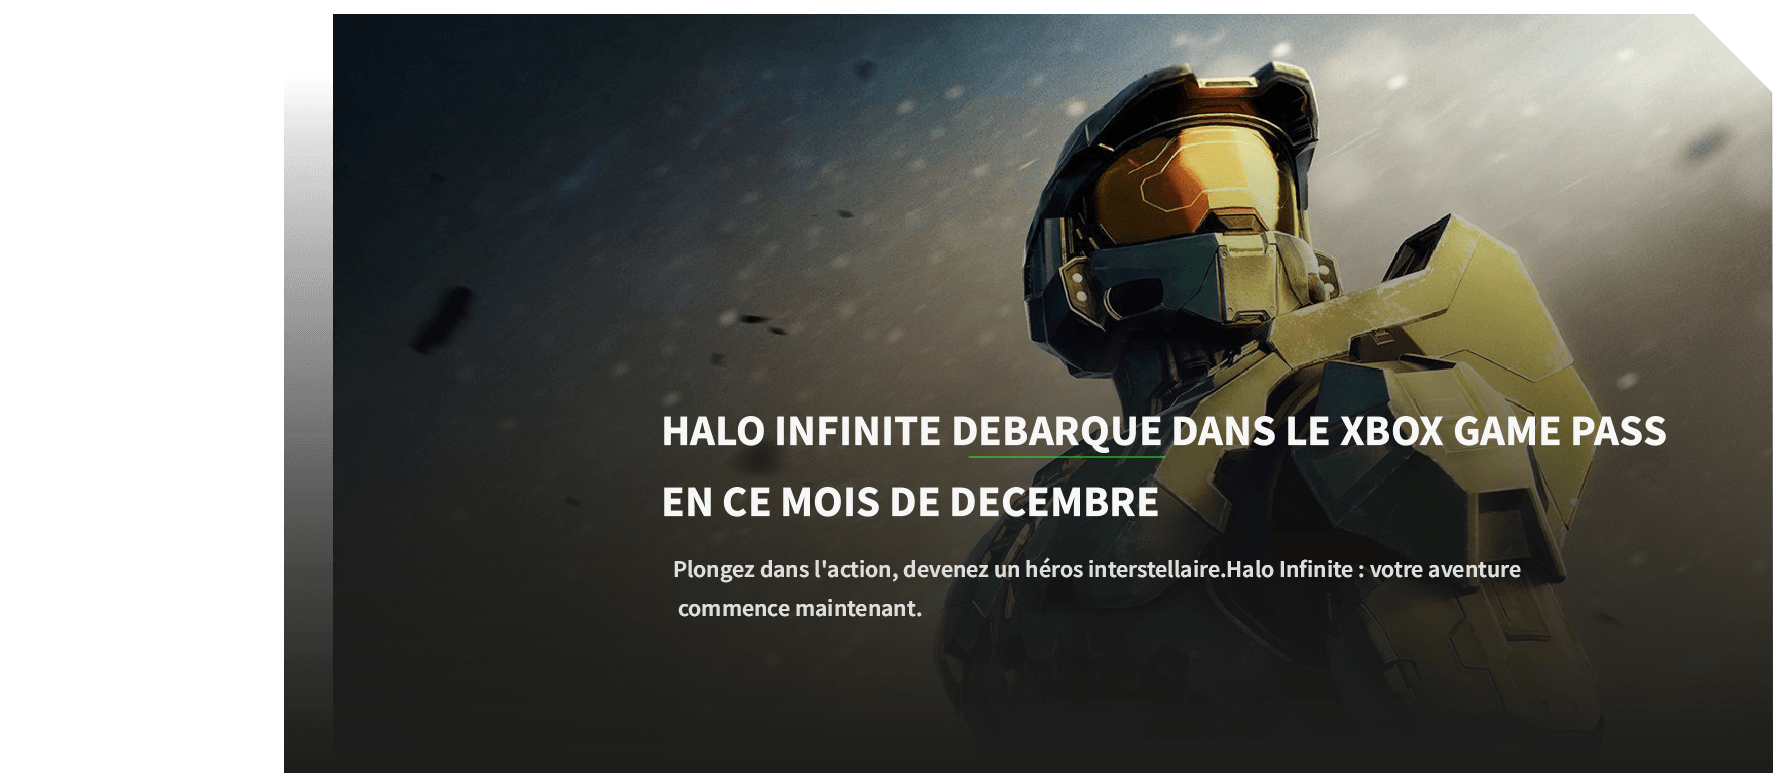 HALO INFINITE DEBARQUE DANS LE XBOX GAME PASS
EN CE MOIS DE DECEMBRE
Plongez dans l'action, devenez un héros interstellaire.Halo Infinite : votre aventure
commence maintenant.